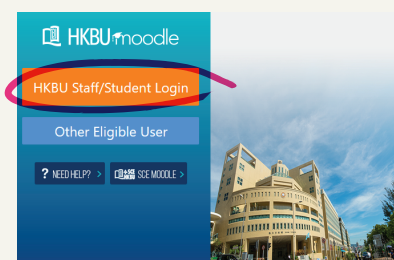 HKBU moodle
HKBU Staff/Student Login
Other Eligible User
? NEED HELP? >
SCE MOODLE >